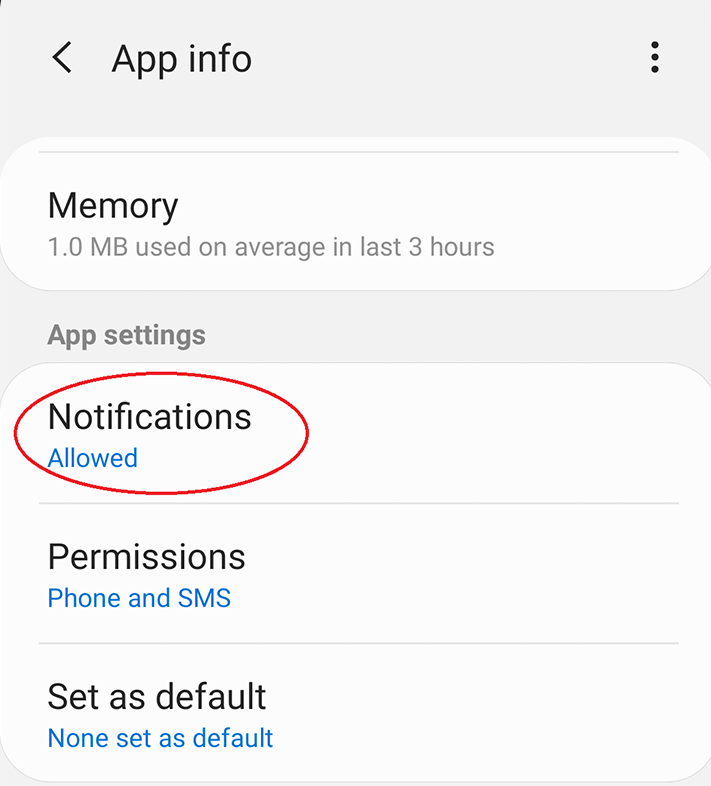 App info
Memory
1.0 MB used on average in last 3 hours
App settings
Notifications
Allowed
Permissions
Phone and SMS
Set as default
None set as default